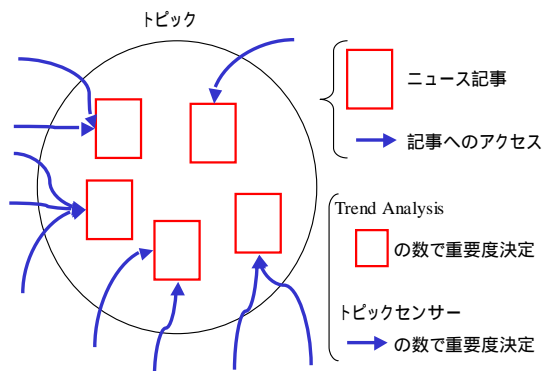 トピック
ニュース記事
記事へのアクセス
Trend Analysis
の数で重要度決定
トピックセンサー
の数で重要度決定